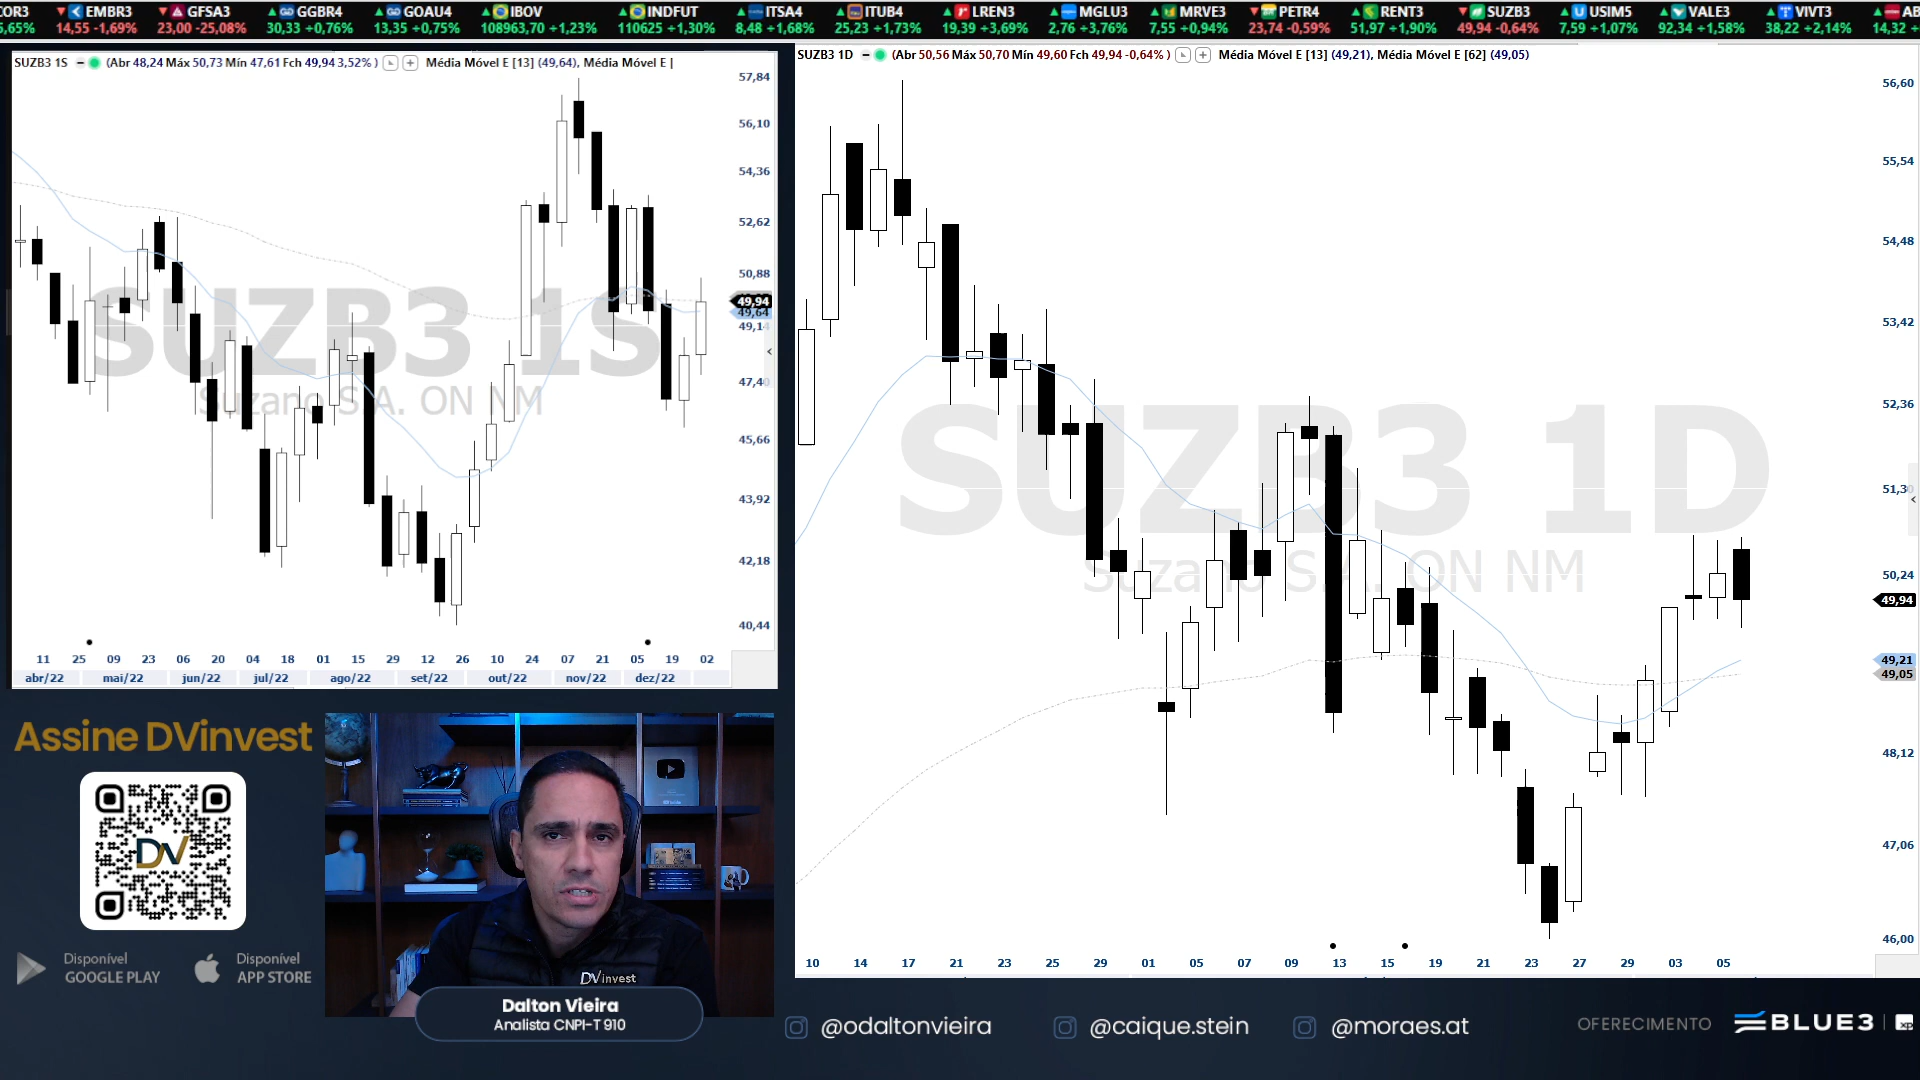 COR3 EMBR3 GFSA3 GGBR4 GOAU4 IBOV INDFUT ITSA4 ITUB4 LREN3 MGLU3 MRVE3 PETR4 RENT3 SUZB3 USIM5 VALE3 VIVT3 AB
5,65% 14,55 -1,69% 23,00 -25,08% 30,33 +0,76% 13,35 +0,75% 108963,70 +1,23% 110625 +1,30% 8,48 +1,68% 25,23 +1,73% 19,39 +3,69% 2,76 +3,76% 7,55 +0,94% 23,74 -0,59% 51,97 +1,90% 49,94 -0,64% 7,59 +1,07% 92,34 +1,58% 38,22 +2,14% 14,32 +
SUZB3 1S (Abr 48,24 Máx 50,73 Mín 47,61 Fch 49,94 3,52% ) Média Móvel E [13] (49,64), Média Móvel E |
57,84
56,10
54,36
52,62
50,88
49,94
49,64
49,14
47,40
45,66
43,92
42,18
40,44
SUZB3 1S
Suzano S.A. ON NM
11 25 09 23 06 20 04 18 01 15 29 12 26 10 24 07 21 05 19 02
abr/22 mai/22 jun/22 jul/22 ago/22 set/22 out/22 nov/22 dez/22
SUZB3 1D (Abr 50,56 Máx 50,70 Mín 49,60 Fch 49,94 -0,64% ) Média Móvel E [13] (49,21), Média Móvel E [62] (49,05)
56,60
55,54
54,48
53,42
52,36
51,30
50,24
49,94
49,21
49,05
48,12
47,06
46,00
SUZB3 1D
Suzano S.A. ON NM
10 14 17 21 23 25 29 01 05 07 09 13 15 19 21 23 27 29 03 05
Assine DVinvest
DV
Disponível
GOOGLE PLAY
Disponível
APP STORE
DVinvest
Dalton Vieira
Analista CNPI-T 910
@odaltonvieira
@caique.stein
@moraes.at
OFERECIMENTO
BLUE3
xp